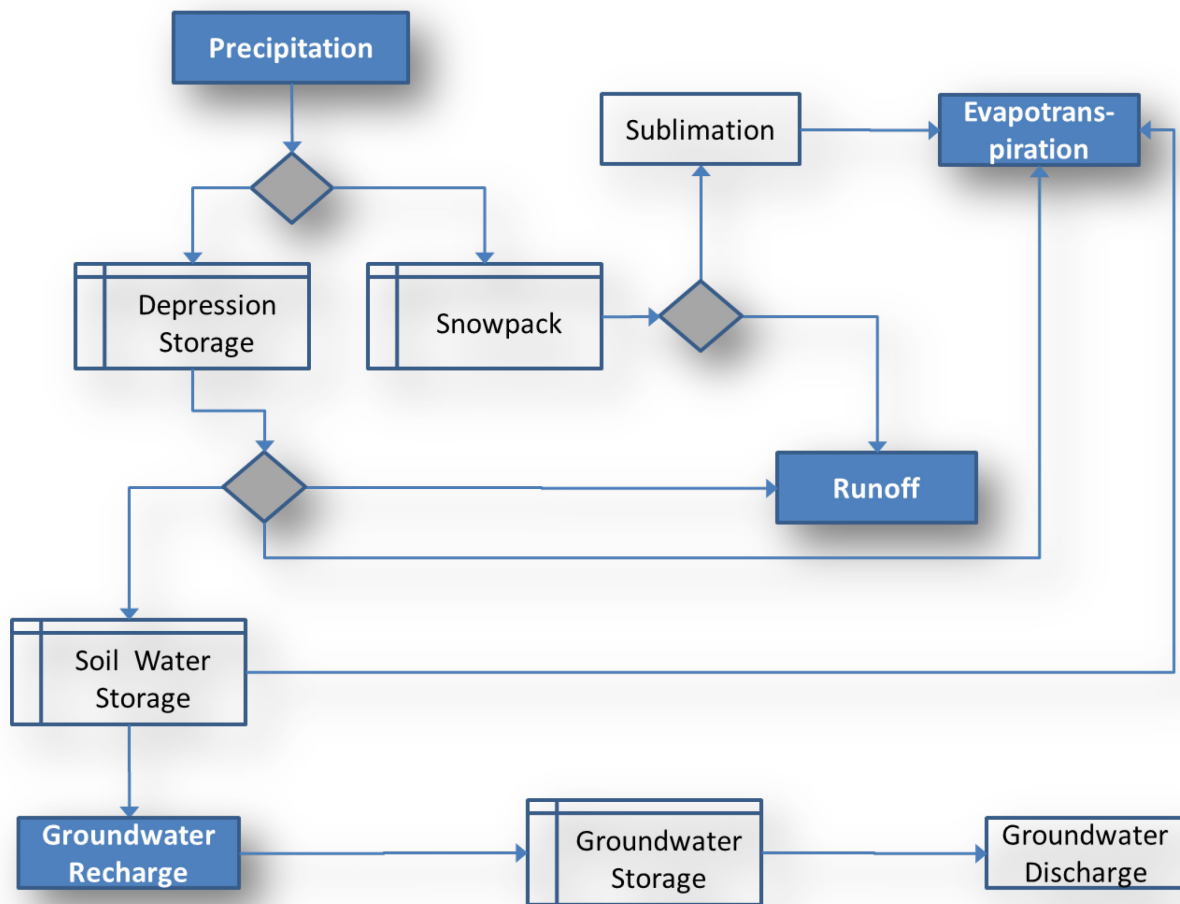 Precipitation
Sublimation
Evapotrans-
piration
Depression
Storage
Snowpack
Runoff
Soil Water
Storage
Groundwater
Recharge
Groundwater
Storage
Groundwater
Discharge